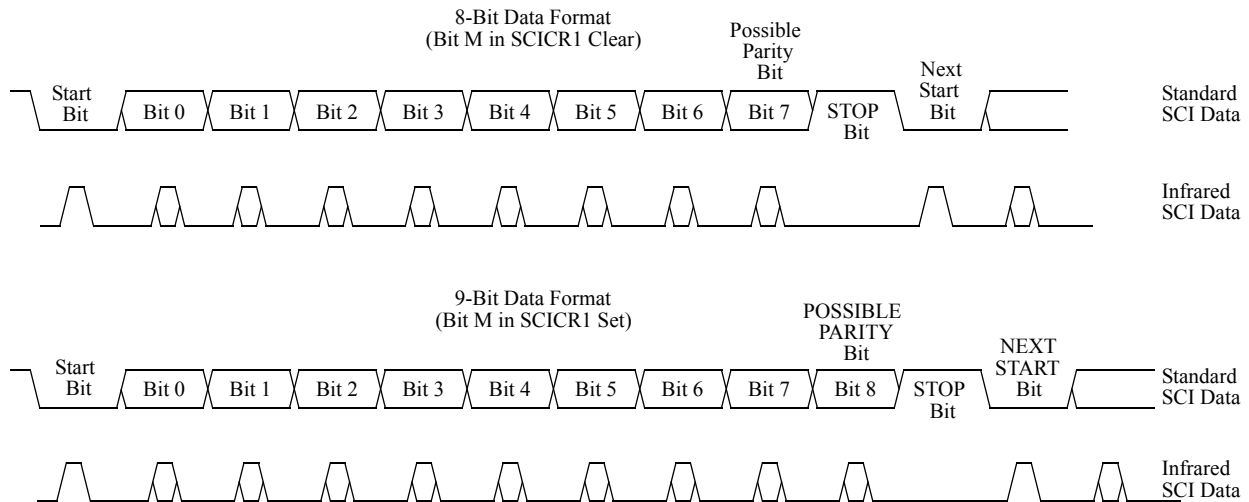 8-Bit Data Format
(Bit M in SCICR1 Clear)
Possible
Parity
Bit
Start
Bit
Bit 0
Bit 1
Bit 2
Bit 3
Bit 4
Bit 5
Bit 6
Bit 7
STOP
Bit
Next
Start
Bit
Standard
SCI Data
Infrared
SCI Data
9-Bit Data Format
(Bit M in SCICR1 Set)
POSSIBLE
PARITY
Bit
Start
Bit
Bit 0
Bit 1
Bit 2
Bit 3
Bit 4
Bit 5
Bit 6
Bit 7
Bit 8
STOP
Bit
NEXT
START
Bit
Standard
SCI Data
Infrared
SCI Data